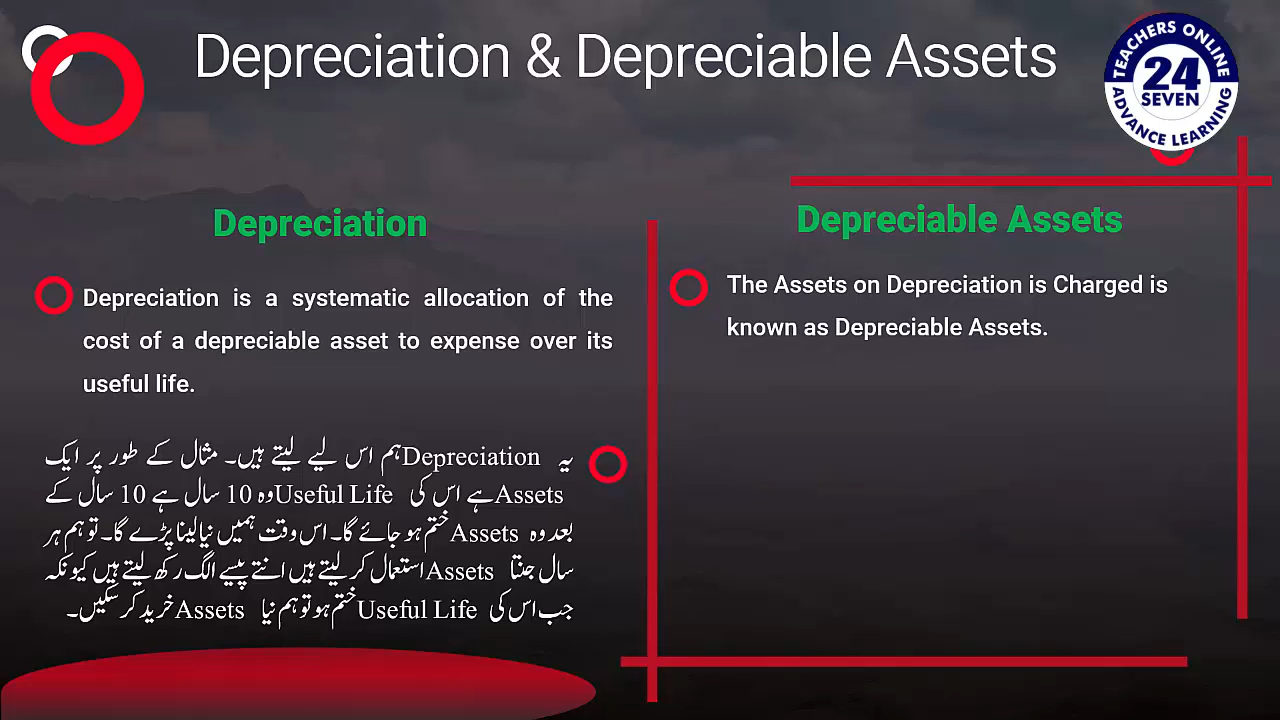 Depreciation & Depreciable Assets
TEACHERS ONLINE
24
SEVEN
ADVANCE LEARNING
Depreciation
Depreciation is a systematic allocation of the
cost of a depreciable asset to expense over its
useful life.
یہ Depreciation ہم اس لیے لیتے ہیں۔ مثال کے طور پر ایک
Assets ہے اس کی Useful Life وہ 10 سال ہے 10 سال کے
بعد وہ Assets ختم ہو جائے گا۔ اس وقت ہمیں نیا لینا پڑے گا۔ تو ہم ہر
سال جتنا Assets استعمال کر لیتے ہیں اتنے پیسے الگ رکھ لیتے ہیں کیونکہ
جب اس کی Useful Life ختم ہو تو ہم نیا Assets خرید کر سکیں۔
Depreciable Assets
The Assets on Depreciation is Charged is
known as Depreciable Assets.